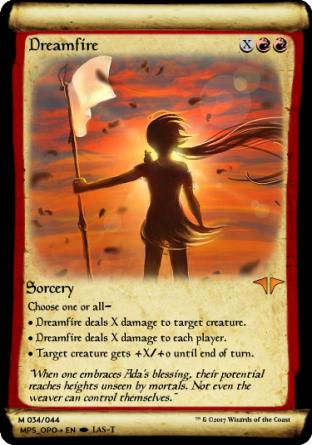 Dreamfire
X
Sorcery
Choose one or all–
• Dreamfire deals X damage to target creature.
• Dreamfire deals X damage to each player.
• Target creature gets +X/+0 until end of turn.
"When one embraces Ada's blessing, their potential
reaches heights unseen by mortals. Not even the
weaver can control themselves."
M 034/044
MPS_OPO • EN LAS-T
™ & ©2017 Wizards of the Coast